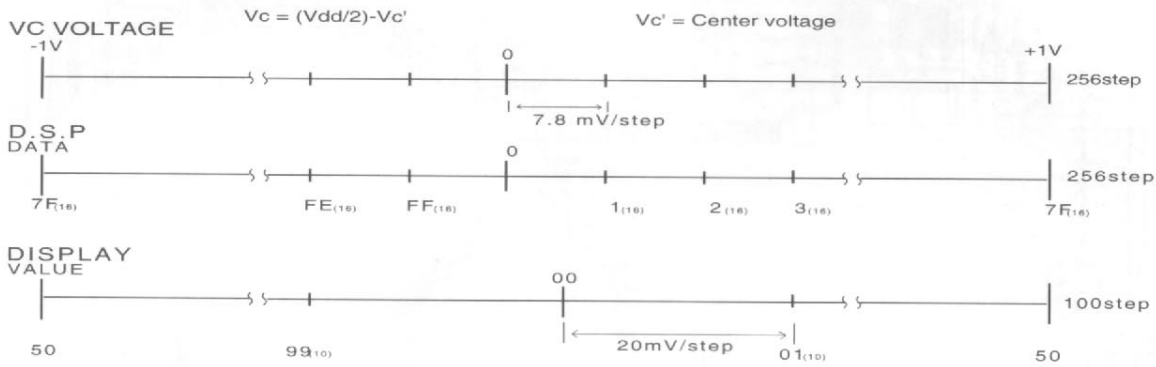 Vc = (Vdd/2)-Vc' Vc' = Center voltage
VC VOLTAGE
-1V 0 +1V
256step
7.8 mV/step
D.S.P
DATA
0
256step
7F(16) FE(16) FF(16) 1(16) 2(16) 3(16) 7F(16)
DISPLAY
VALUE
00
100step
20mV/step
50 99(10) 01(10) 50